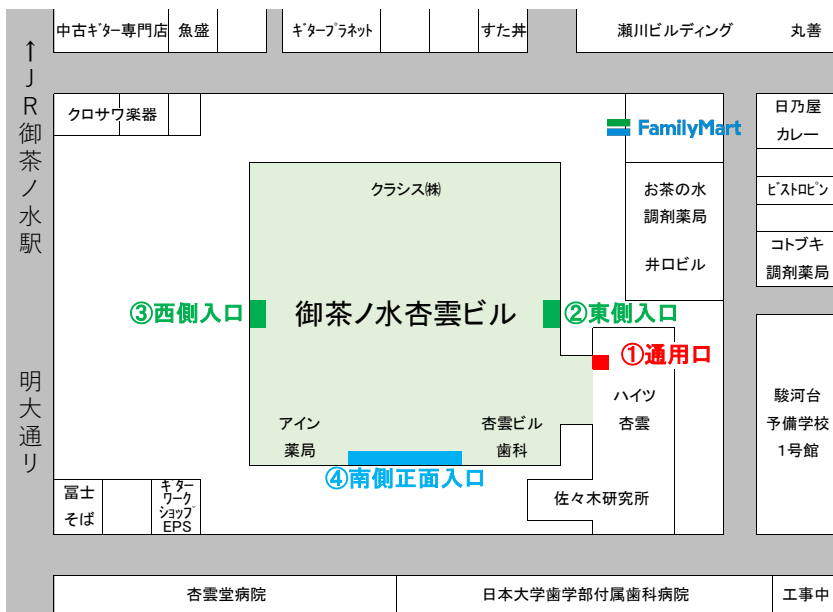 中古ギター専門店
魚盛
ギタープラネット
すた丼
瀬川ビルディング
丸善
↑JR御茶ノ水駅
クロサワ楽器
FamilyMart
日乃屋
カレー
クラシス㈱
お茶の水
調剤薬局
ビストロピン
井口ビル
コトブキ
調剤薬局
③西側入口
御茶ノ水杏雲ビル
②東側入口
①通用口
明大通り
ハイツ
杏雲
駿河台
予備学校
1号館
アイン
薬局
杏雲ビル
歯科
④南側正面入口
冨士
そば
ギター
ワーク
ショップ
EPS
佐々木研究所
杏雲堂病院
日本大学歯学部付属歯科病院
工事中